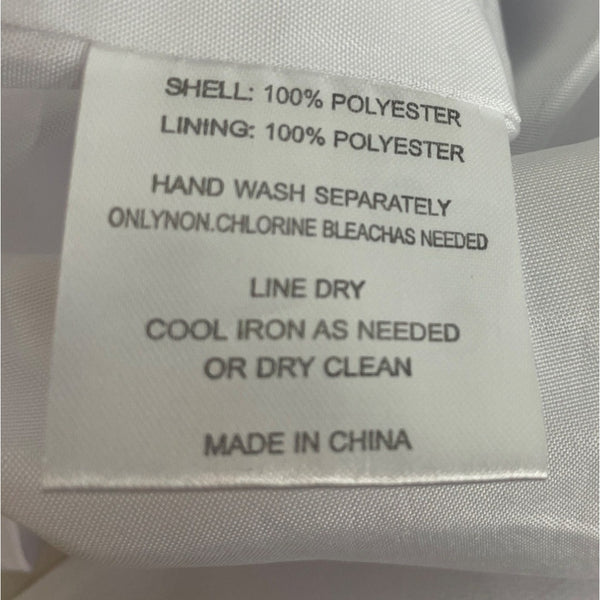 SHELL: 100% POLYESTER
LINING: 100% POLYESTER
HAND WASH SEPARATELY
ONLYNON.CHLORINE BLEACHAS NEEDED
LINE DRY
COOL IRON AS NEEDED
OR DRY CLEAN
MADE IN CHINA